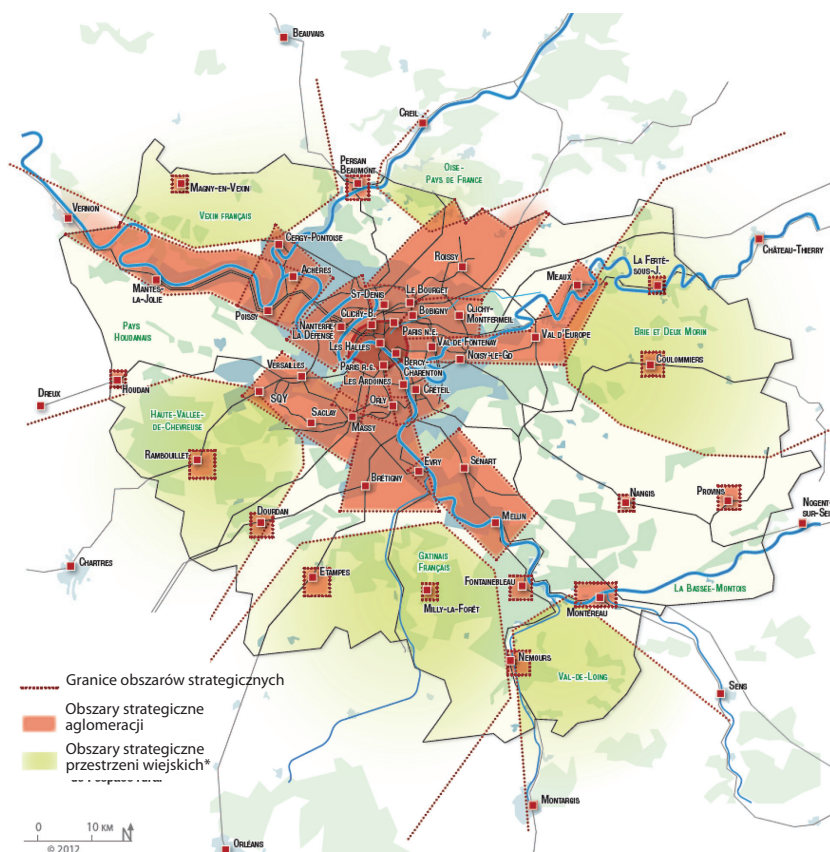 Beauvais
Creil
Persan
Beaumont
Oise-
Pays de France
Magny-en-Vexin
Vexin français
Vernon
Cergy-Pontoise
Roissy
Château-Thierry
Achères
Meaux
La Ferté-
sous-J.
Mantes-
la-Jolie
St-Denis
Le Bourget
Poissy
Clichy-B.
Bobigny
Clichy-
Montfermeil
Nanterre
La Défense
Paris n.e.
Val d'Europe
Brie et Deux Morin
Pays
Houdanais
Les Halles
Val de Fontenay
Noisy-le-Gd
Bercy-
Charenton
Coulommiers
Versailles
Paris r.g.
Les Ardoines
Créteil
Dreux
Houdan
SQY
Orly
Haute-Vallee-
de-Chevreuse
Saclay
Massy
Rambouillet
Evry
Sénart
Brétigny
Nangis
Provins
Nogent-
sur-Sei
Dourdan
Melun
Chartres
Etampes
Gatinais
Français
Fontainebleau
Milly-la-Forêt
La Bassee-Montois
Montereau
Nemours
Val-de-Loing
Sens
Granice obszarów strategicznych
Obszary strategiczne
aglomeracji
Obszary strategiczne
przestrzeni wiejskich*
Montargis
0 10 km N
© 2012
Orléans